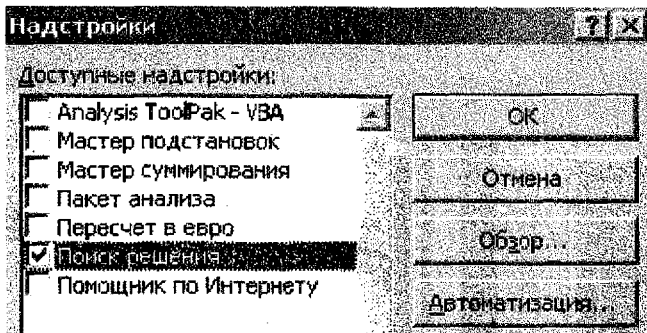 Надстройки
Доступные надстройки:
Analysis ToolPak - VBA
Мастер подстановок
Мастер суммирования
Пакет анализа
Пересчет в евро
Поиск решения
Помощник по Интернету
ОК
Отмена
Обзор...
Автоматизация...